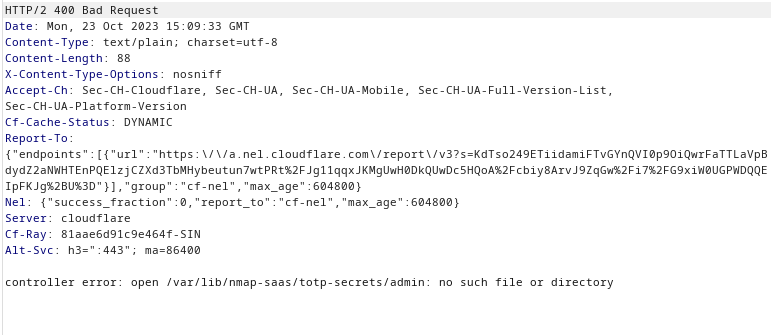 HTTP/2 400 Bad Request
Date: Mon, 23 Oct 2023 15:09:33 GMT
Content-Type: text/plain; charset=utf-8
Content-Length: 88
X-Content-Type-Options: nosniff
Accept-Ch: Sec-CH-Cloudflare, Sec-CH-UA, Sec-CH-UA-Mobile, Sec-CH-UA-Full-Version-List,
Sec-CH-UA-Platform-Version
Cf-Cache-Status: DYNAMIC
Report-To:
{"endpoints":[{"url":"https:\/\/a.nel.cloudflare.com\/report\/v3?s=KdTso249ETiidamiFTvGYnQVI0p9OiQwrFaTTLaVpB
dydZ2aNWHTEnPQElzjCZXd3TbMHybeutun7wtPRt%2FJg11qqxJKMgUwH0DkQUwDc5HQoA%2Fcbiy8ArvJ9ZqGw%2Fi7%2FG9xiW0UGPWDQQE
IpFKJg%2BU%3D"}],"group":"cf-nel","max_age":604800}
Nel: {"success_fraction":0,"report_to":"cf-nel","max_age":604800}
Server: cloudflare
Cf-Ray: 81aae6d91c9e464f-SIN
Alt-Svc: h3=":443"; ma=86400
controller error: open /var/lib/nmap-saas/totp-secrets/admin: no such file or directory